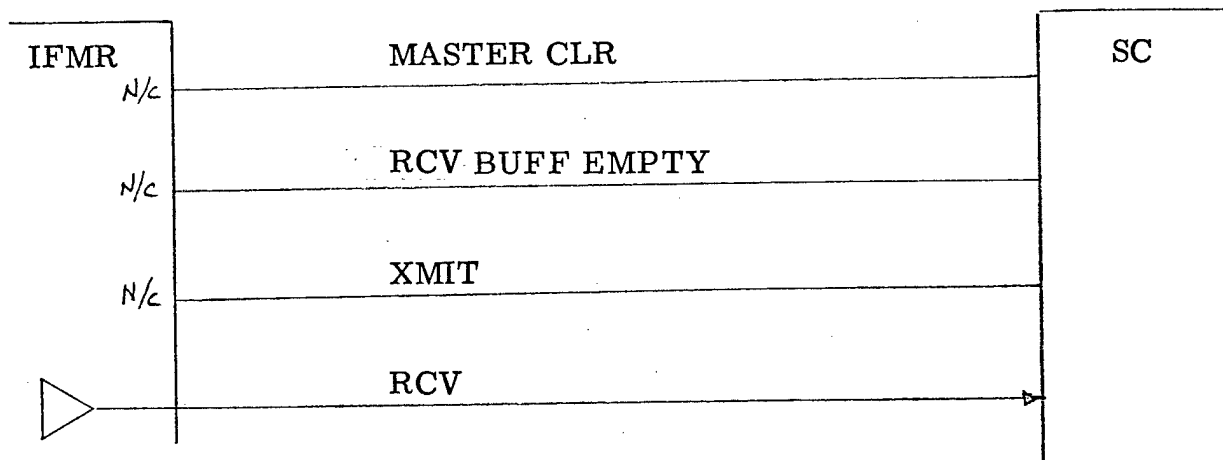 IFMR
MASTER CLR
SC
N/C
RCV BUFF EMPTY
N/C
XMIT
N/C
RCV